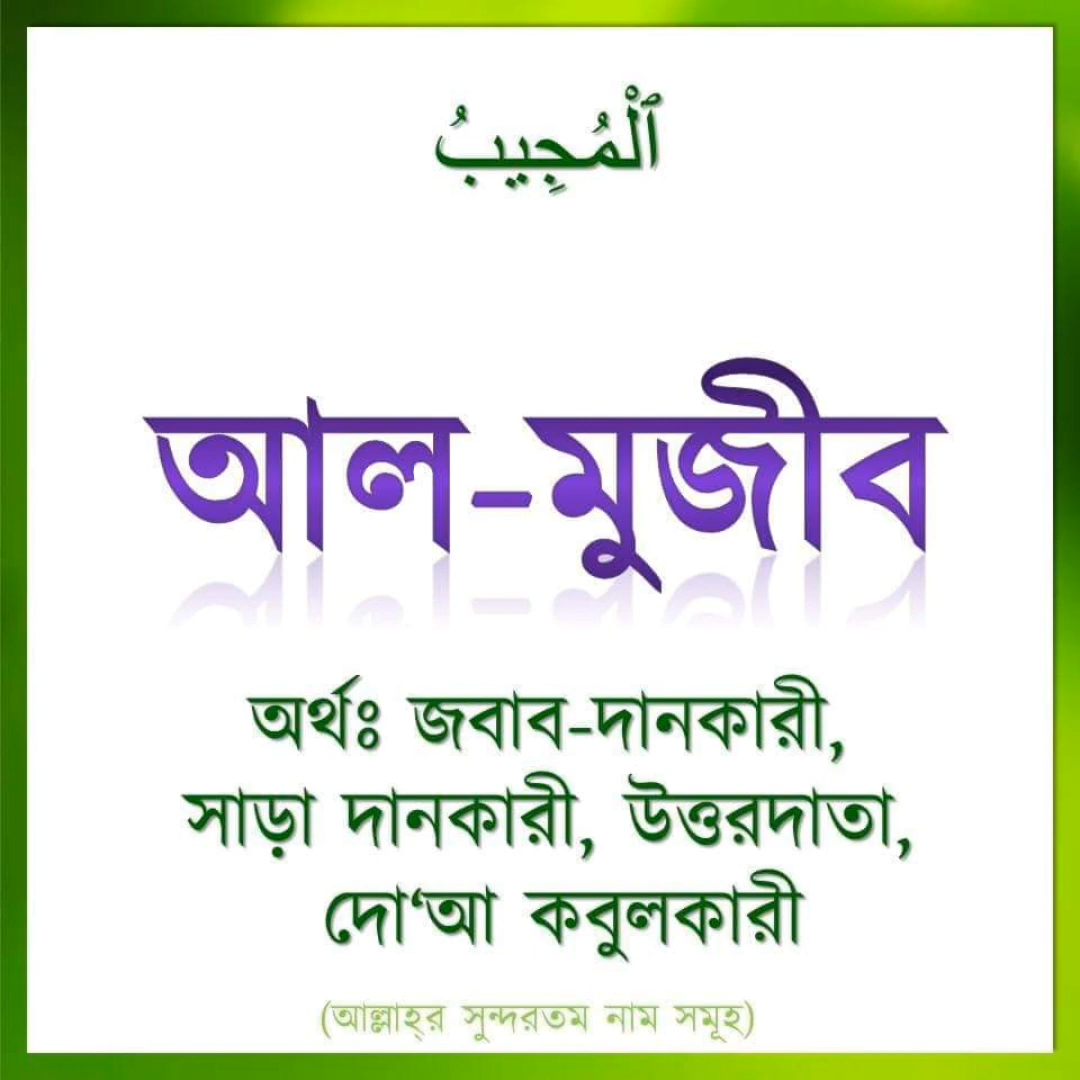 ٱلْمُجِيبُ
আল-মুজীব
অর্থঃ জবাব-দানকারী,
সাড়া দানকারী, উত্তরদাতা,
দো‘আ কবুলকারী
(আল্লাহ্‌র সুন্দরতম নাম সমূহ)